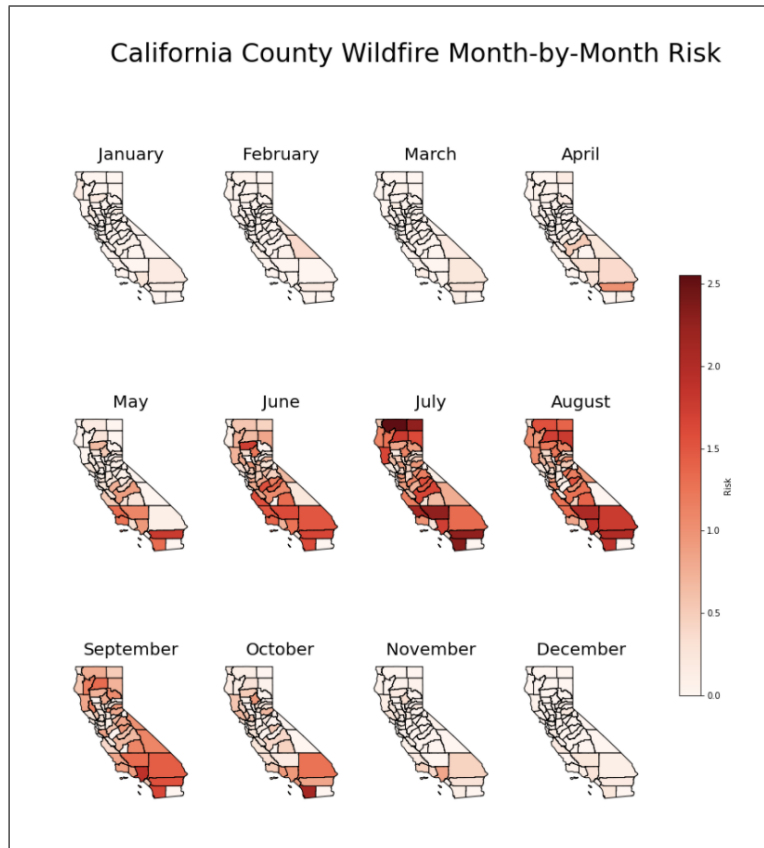 California County Wildfire Month-by-Month Risk
January
February
March
April
May
June
July
August
September
October
November
December
2.5
2.0
1.5
1.0
0.5
0.0
Risk